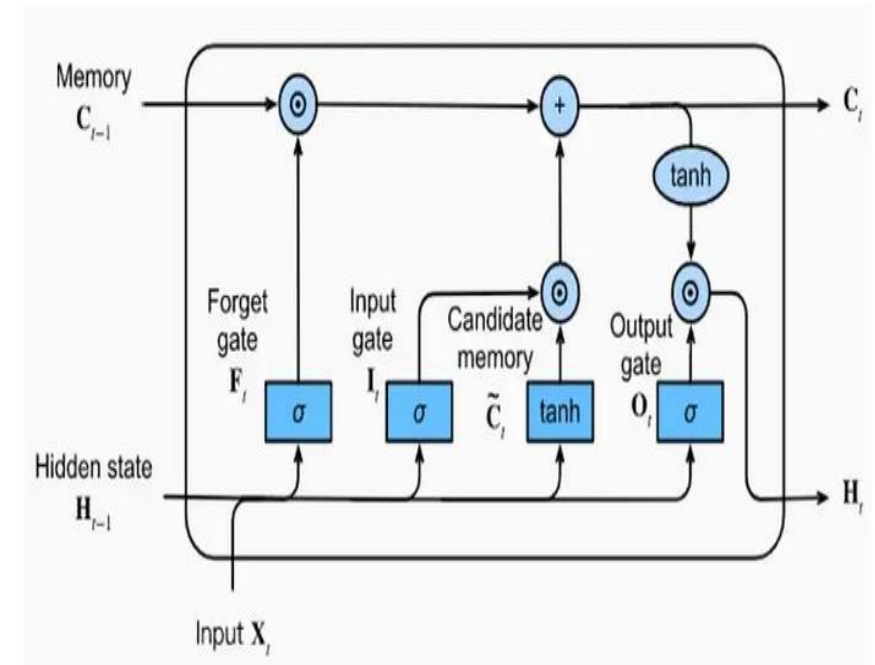 Memory
C_{t-1}
⊙
+
C_t
tanh
Forget
gate
F_t
Input
gate
I_t
Candidate
memory
C̃_t
⊙
Output
gate
O_t
⊙
σ
σ
tanh
σ
Hidden state
H_{t-1}
H_t
Input X_t